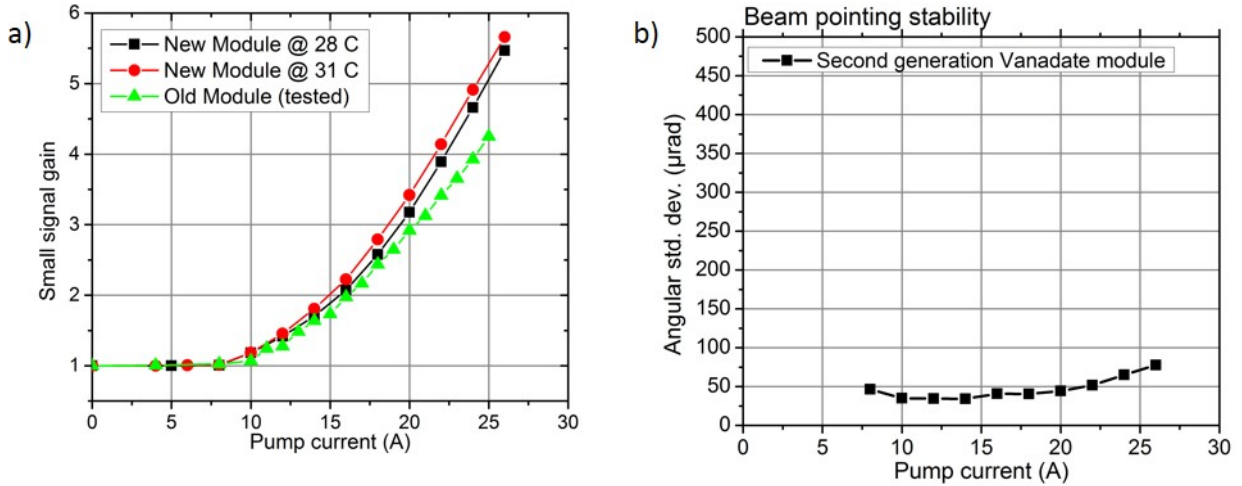 a)
New Module @ 28 C
New Module @ 31 C
Old Module (tested)
Small signal gain
6
5
4
3
2
1
0 5 10 15 20 25 30
Pump current (A)
b)
Beam pointing stability
Second generation Vanadate module
Angular std. dev. (μrad)
500
450
400
350
300
250
200
150
100
50
0
0 5 10 15 20 25 30
Pump current (A)